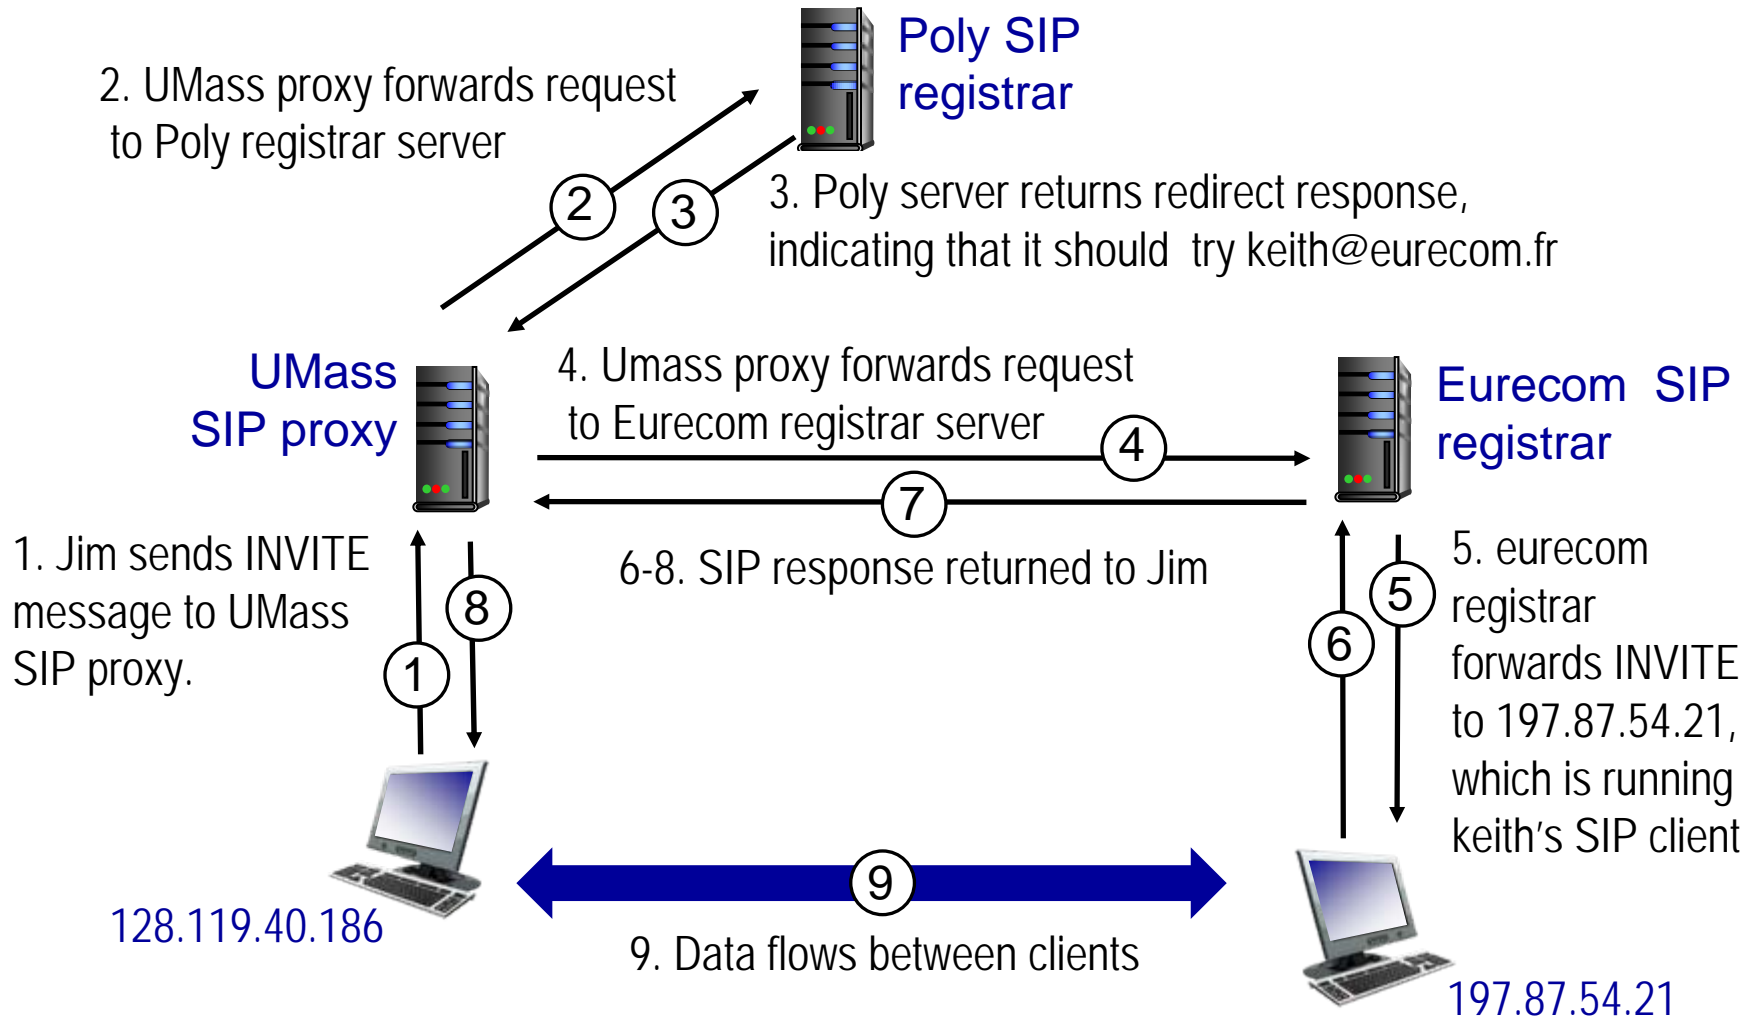 Poly SIP
registrar
2. UMass proxy forwards request
to Poly registrar server
2
3
3. Poly server returns redirect response,
indicating that it should try keith@eurecom.fr
UMass
SIP proxy
4. Umass proxy forwards request
to Eurecom registrar server
4
Eurecom SIP
registrar
7
1. Jim sends INVITE
message to UMass
SIP proxy.
8
1
6-8. SIP response returned to Jim
5
6
5. eurecom
registrar
forwards INVITE
to 197.87.54.21,
which is running
keith’s SIP client
9
128.119.40.186
9. Data flows between clients
197.87.54.21